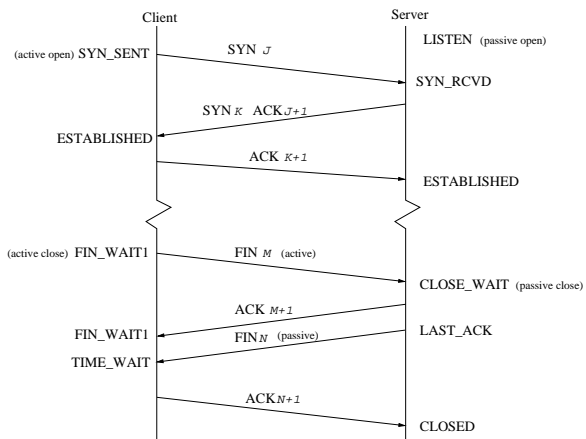 Client Server
LISTEN (passive open)
(active open) SYN_SENT
SYN J
SYN_RCVD
SYN K ACK J+1
ESTABLISHED
ACK K+1
ESTABLISHED
(active close) FIN_WAIT1
FIN M (active)
CLOSE_WAIT (passive close)
ACK M+1
FIN_WAIT1
FIN N (passive)
LAST_ACK
TIME_WAIT
ACK N+1
CLOSED